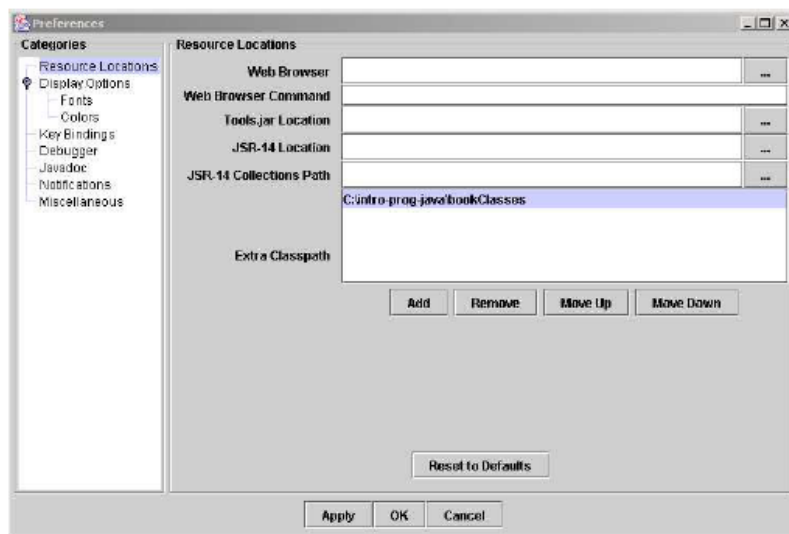 Preferences
Categories
Resource Locations
Display Options
Fonts
Colors
Key Bindings
Debugger
Javadoc
Notifications
Miscellaneous
Resource Locations
Web Browser
...
Web Browser Command
Tools.jar Location
...
JSR-14 Location
...
JSR-14 Collections Path
...
Extra Classpath
C:\intro-prog-java\bookClasses
Add
Remove
Move Up
Move Down
Reset to Defaults
Apply
OK
Cancel